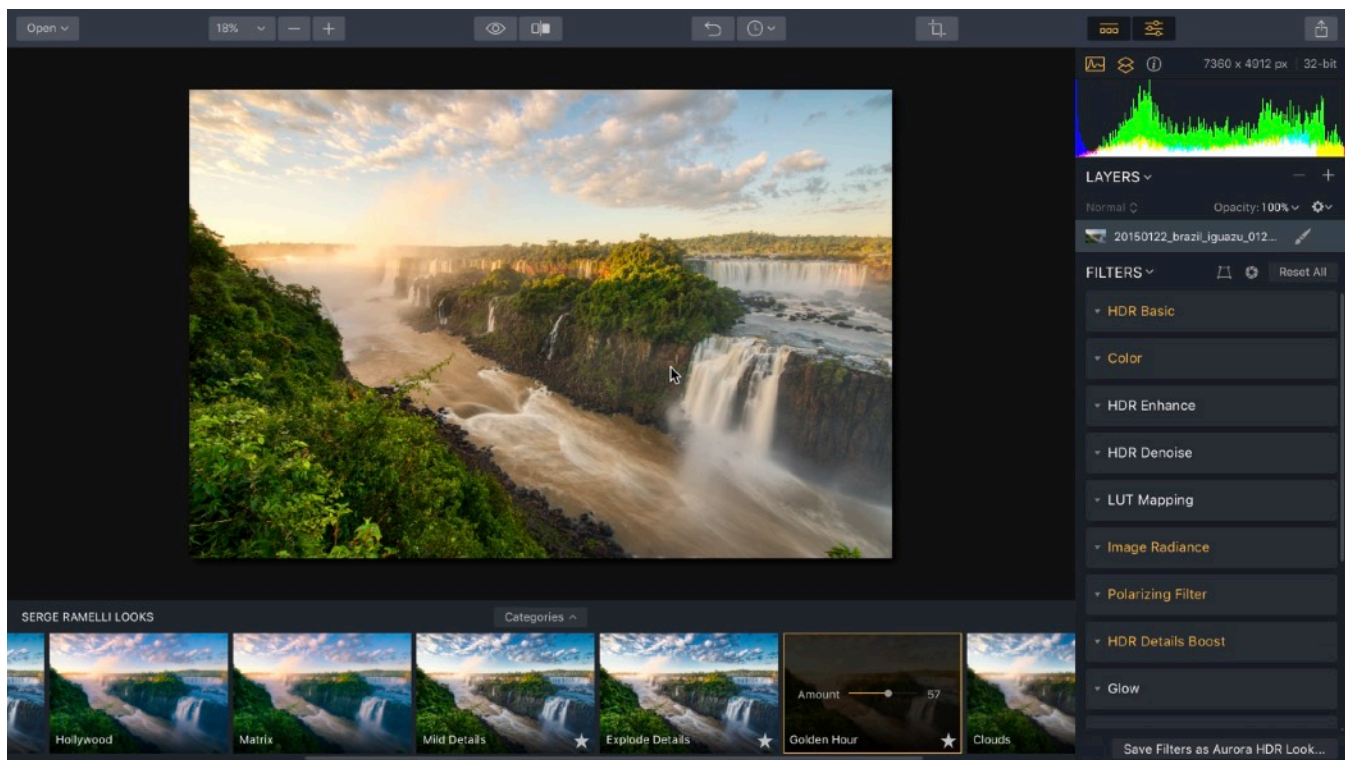 Open
18%
7360 x 4912 px | 32-bit
LAYERS
Normal
Opacity: 100%
20150122_brazil_iguazu_012...
FILTERS
Reset All
HDR Basic
Color
HDR Enhance
HDR Denoise
LUT Mapping
Image Radiance
Polarizing Filter
HDR Details Boost
Glow
Save Filters as Aurora HDR Look...
SERGE RAMELLI LOOKS
Categories
Hollywood
Matrix
Mild Details
Explode Details
Amount 57
Golden Hour
Clouds